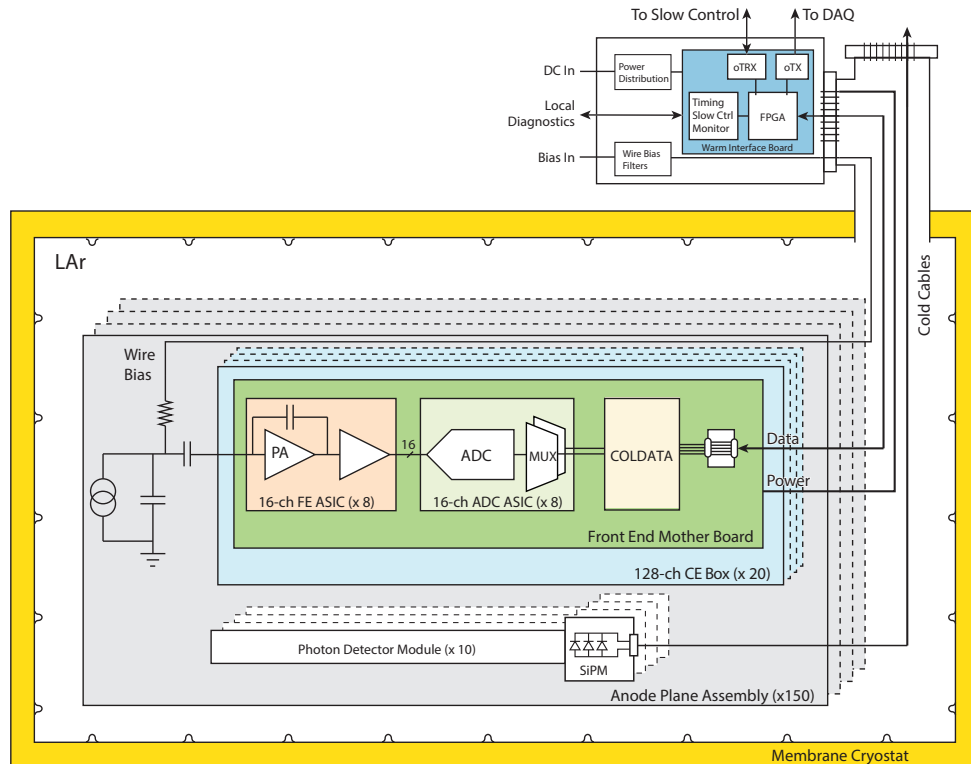 To Slow Control
To DAQ
DC In
Power
Distribution
oTRX
oTX
Local
Diagnostics
Timing
Slow Ctrl
Monitor
FPGA
Warm Interface Board
Bias In
Wire Bias
Filters
LAr
Cold Cables
Wire
Bias
PA
16
ADC
MUX
COLDDATA
Data
Power
16-ch FE ASIC (x 8)
16-ch ADC ASIC (x 8)
Front End Mother Board
128-ch CE Box (x 20)
Photon Detector Module (x 10)
SiPM
Anode Plane Assembly (x150)
Membrane Cryostat